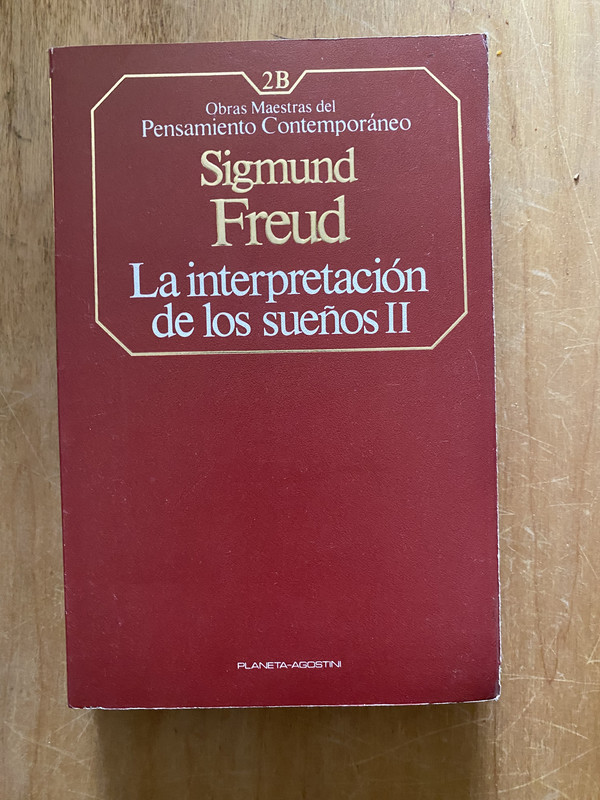 2B
Obras Maestras del
Pensamiento Contemporáneo
Sigmund
Freud
La interpretación
de los sueños II
PLANETA-AGOSTINI